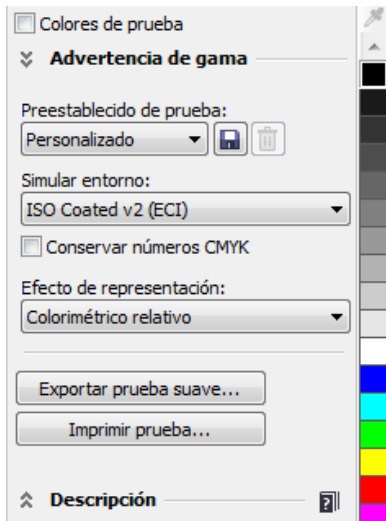 Colores de prueba
Advertencia de gama
Preestablecido de prueba:
Personalizado
Simular entorno:
ISO Coated v2 (ECI)
Conservar números CMYK
Efecto de representación:
Colorimétrico relativo
Exportar prueba suave...
Imprimir prueba...
Descripción